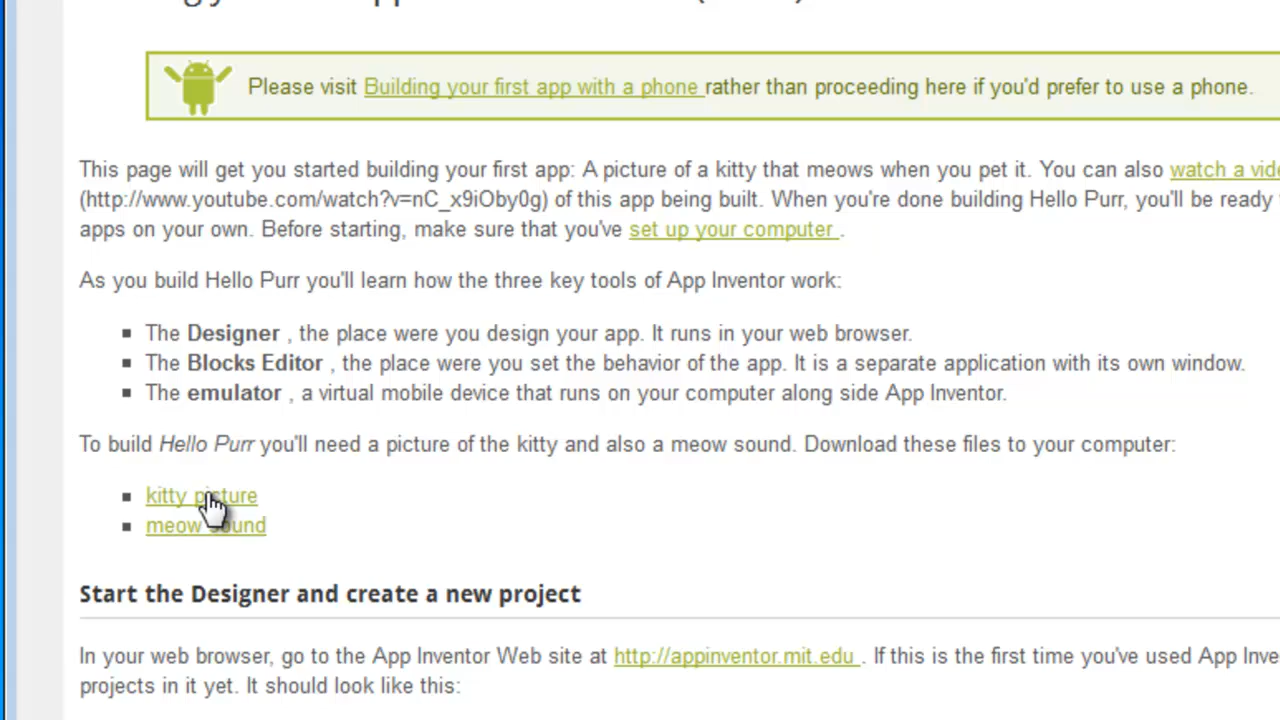 Please visit Building your first app with a phone rather than proceeding here if you'd prefer to use a phone.
This page will get you started building your first app: A picture of a kitty that meows when you pet it. You can also watch a
(http://www.youtube.com/watch?v=nC_x9iOby0g) of this app being built. When you're done building Hello Purr, you'll be ready
apps on your own. Before starting, make sure that you've set up your computer .
As you build Hello Purr you'll learn how the three key tools of App Inventor work:
▪ The Designer , the place were you design your app. It runs in your web browser.
▪ The Blocks Editor , the place were you set the behavior of the app. It is a separate application with its own window.
▪ The emulator , a virtual mobile device that runs on your computer along side App Inventor.
To build Hello Purr you'll need a picture of the kitty and also a meow sound. Download these files to your computer:
▪ kitty picture
▪ meow sound
Start the Designer and create a new project
In your web browser, go to the App Inventor Web site at http://appinventor.mit.edu . If this is the first time you've used App
projects in it yet. It should look like this: